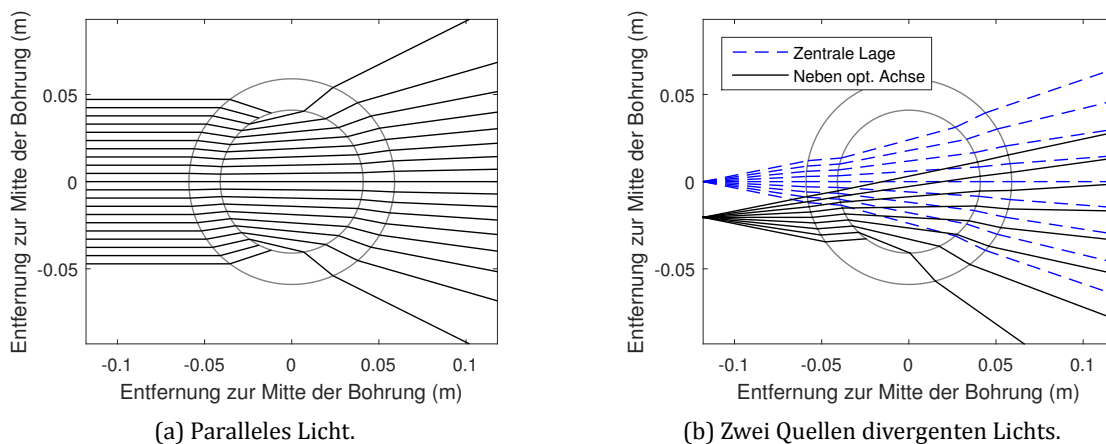 Entfernung zur Mitte der Bohrung (m)
0.05
0
-0.05
-0.1
-0.05
0
0.05
0.1
Entfernung zur Mitte der Bohrung (m)
(a) Paralleles Licht.
Entfernung zur Mitte der Bohrung (m)
0.05
0
-0.05
Zentrale Lage
Neben opt. Achse
-0.1
-0.05
0
0.05
0.1
Entfernung zur Mitte der Bohrung (m)
(b) Zwei Quellen divergenten Lichts.